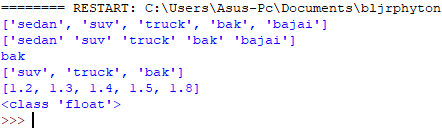 ======== RESTART: C:\Users\Asus-Pc\Documents\bljrphyton
['sedan', 'suv', 'truck', 'bak', 'bajai']
['sedan' 'suv' 'truck' 'bak' 'bajai']
bak
['suv', 'truck', 'bak']
[1.2, 1.3, 1.4, 1.5, 1.8]
<class 'float'>
>>>